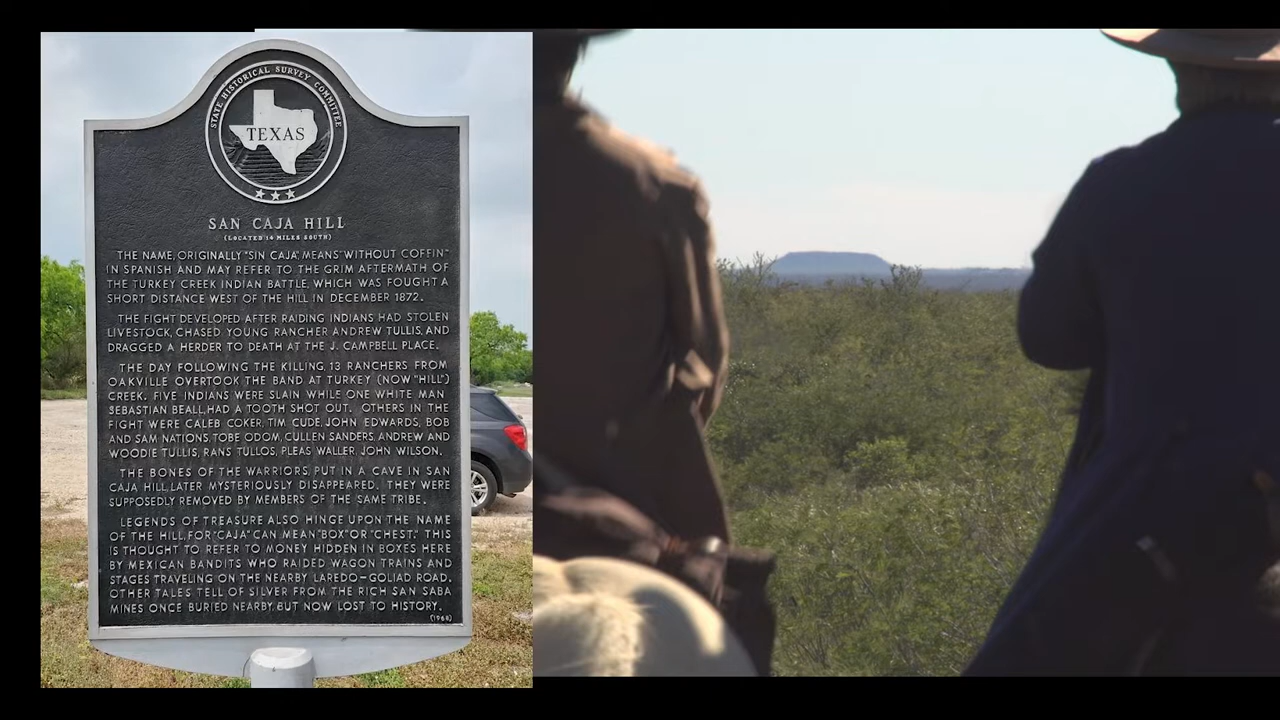 STATE HISTORICAL SURVEY COMMITTEE
TEXAS
SAN CAJA HILL
(LOCATED 14 MILES SOUTH)
THE NAME, ORIGINALLY "SIN CAJA", MEANS "WITHOUT COFFIN"
IN SPANISH AND MAY REFER TO THE GRIM AFTERMATH OF
THE TURKEY CREEK INDIAN BATTLE, WHICH WAS FOUGHT A
SHORT DISTANCE WEST OF THE HILL IN DECEMBER 1872.
THE FIGHT DEVELOPED AFTER RAIDING INDIANS HAD STOLEN
LIVESTOCK, CHASED YOUNG RANCHER ANDREW TULLIS, AND
DRAGGED A HERDER TO DEATH AT THE J. CAMPBELL PLACE.
THE DAY FOLLOWING THE KILLING, 13 RANCHERS FROM
OAKVILLE OVERTOOK THE BAND AT TURKEY (NOW "HILL")
CREEK. FIVE INDIANS WERE SLAIN WHILE ONE WHITE MAN
SEBASTIAN BEALL, HAD A TOOTH SHOT OUT. OTHERS IN THE
FIGHT WERE CALEB COKER, TIM CUDE, JOHN EDWARDS, BOB
AND SAM NATIONS, TOBE ODOM, CULLEN SANDERS, ANDREW AND
WOODIE TULLIS, RANS TULLOS, PLEAS WALLER, JOHN WILSON.
THE BONES OF THE WARRIORS, PUT IN A CAVE IN SAN
CAJA HILL, LATER MYSTERIOUSLY DISAPPEARED. THEY WERE
SUPPOSEDLY REMOVED BY MEMBERS OF THE SAME TRIBE.
LEGENDS OF TREASURE ALSO HINGE UPON THE NAME
OF THE HILL, FOR "CAJA" CAN MEAN "BOX" OR "CHEST." THIS
IS THOUGHT TO REFER TO MONEY HIDDEN IN BOXES HERE
BY MEXICAN BANDITS WHO RAIDED WAGON TRAINS AND
STAGES TRAVELING ON THE NEARBY LAREDO-GOLIAD ROAD.
OTHER TALES TELL OF SILVER FROM THE RICH SAN SABA
MINES ONCE BURIED NEARBY, BUT NOW LOST TO HISTORY.
(1968)